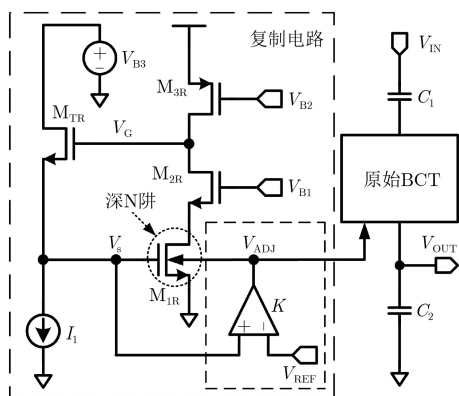 复制电路
V_IN
V_B3
M_3R
V_B2
C_1
M_TR
V_G
M_2R
V_B1
原始BCT
深N阱
V_s
V_ADJ
V_OUT
M_1R
K
I_1
C_2
+ −
V_REF